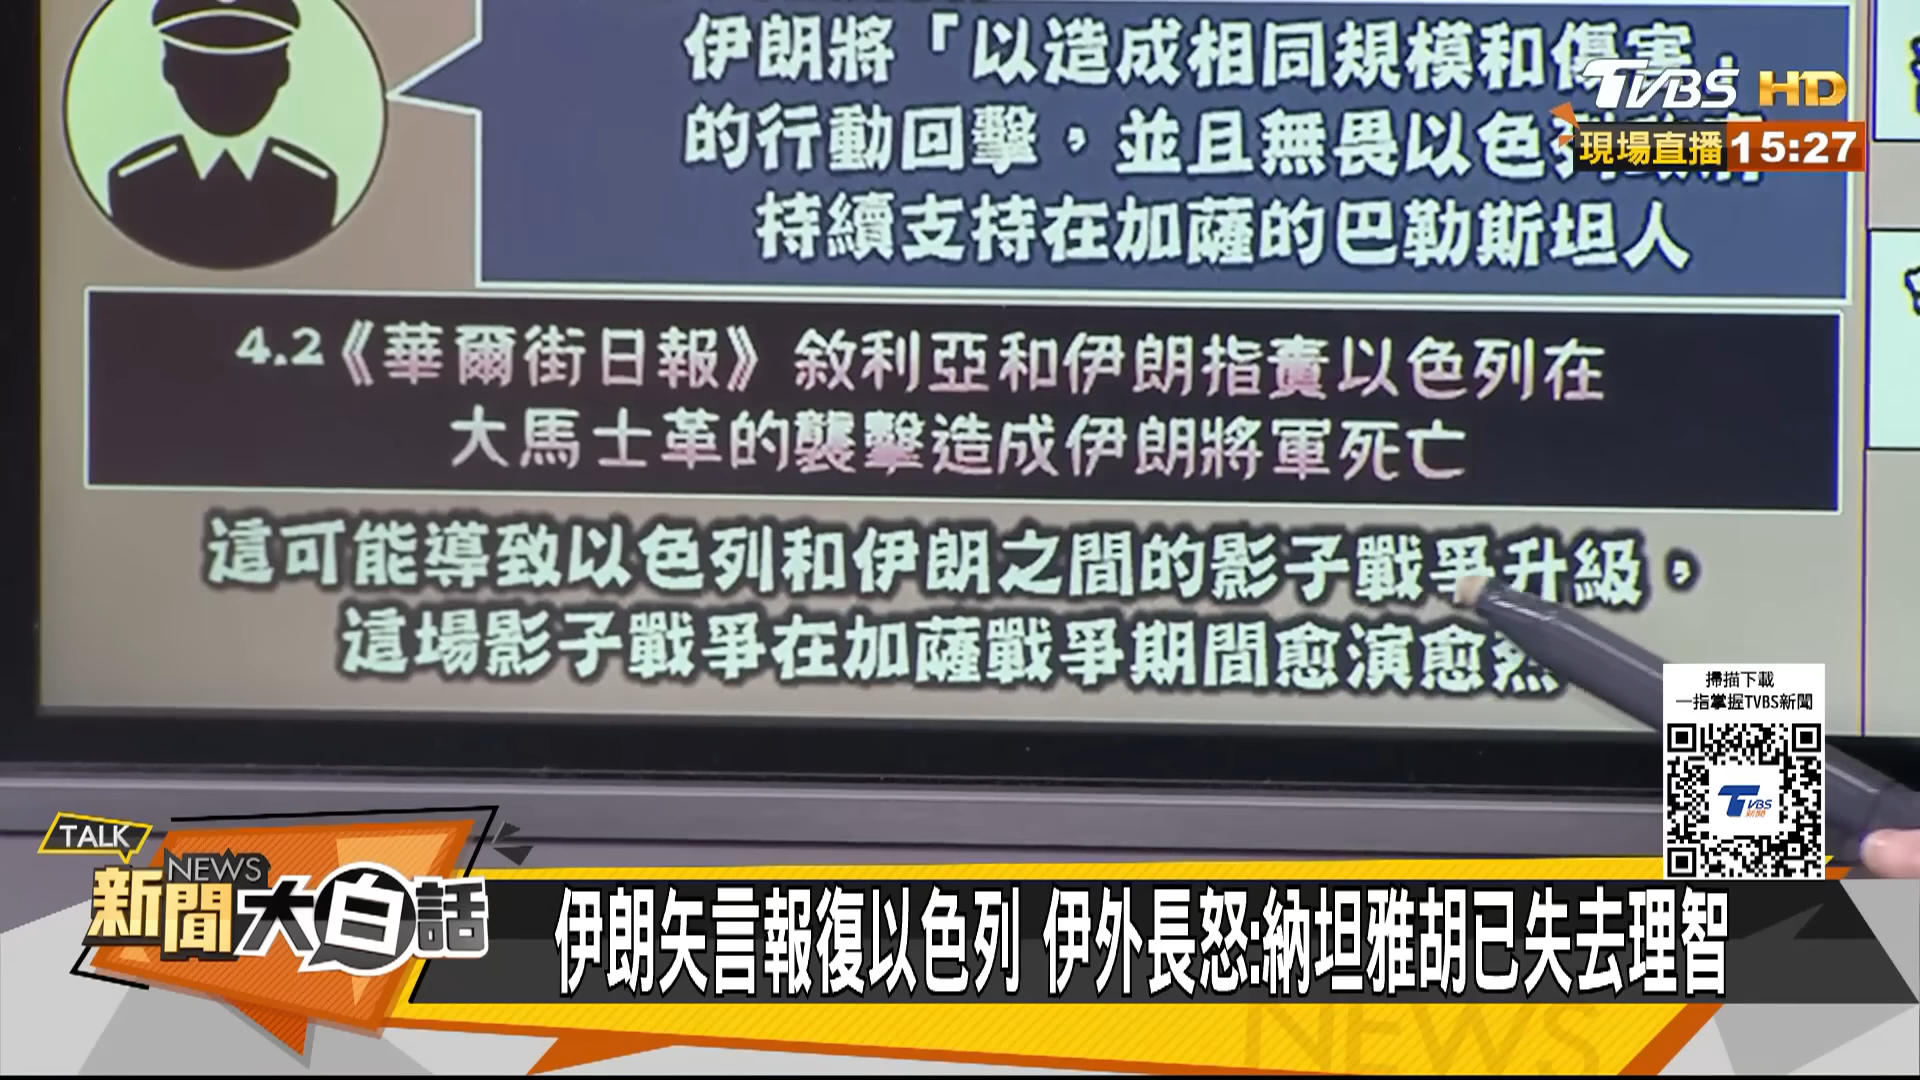 伊朗將「以造成相同規模和傷害」
TVBS HD
的行動回擊，並且無畏以色列
現場直播 15:27
持續支持在加薩的巴勒斯坦人
4.2《華爾街日報》敘利亞和伊朗指責以色列在
大馬士革的襲擊造成伊朗將軍死亡
這可能導致以色列和伊朗之間的影子戰爭升級，
這場影子戰爭在加薩戰爭期間愈演愈烈
掃描下載
一指掌握TVBS新聞
TVBS
新聞
TALK
NEWS
新聞大白話
伊朗矢言報復以色列 伊外長怒:納坦雅胡已失去理智
NEWS